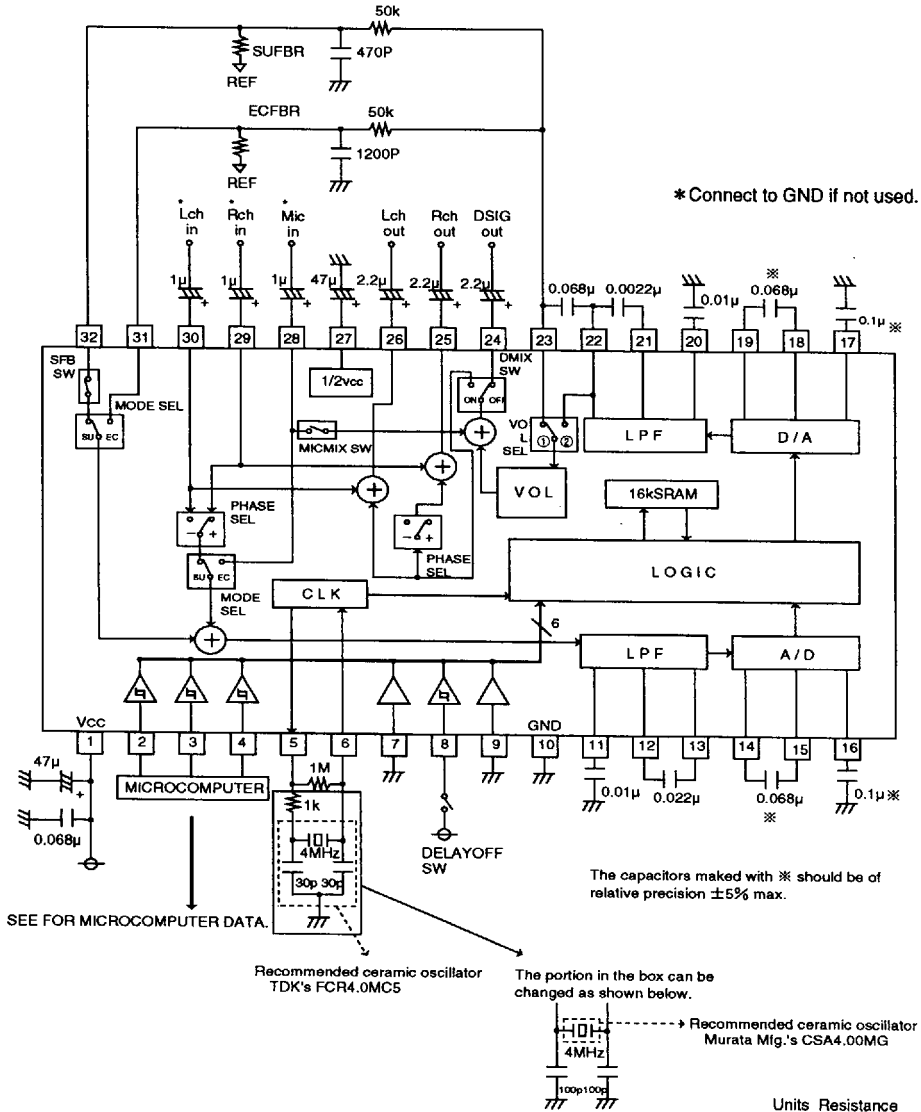 50k
SUFBR
470P
REF
ECFBR
50k
1200P
REF
* Connect to GND if not used.
* Lch in
* Rch in
* Mic in
Lch out
Rch out
DSIG out
1µ +
1µ +
1µ +
47µ
2.2µ +
2.2µ +
2.2µ +
0.068µ
0.0022µ
0.01µ
※
0.068µ
0.1µ ※
32
31
30
29
28
27
26
25
24
23
22
21
20
19
18
17
SFB SW
MODE SEL
SU EC
1/2vcc
MICMIX SW
DMIX SW
ON OFF
VO L SEL
① ②
LPF
D/A
VOL
16kSRAM
PHASE SEL
− +
− +
PHASE SEL
SU EC
MODE SEL
CLK
LOGIC
6
LPF
A/D
Vcc
GND
1
2
3
4
5
6
7
8
9
10
11
12
13
14
15
16
47µ
+
0.068µ
MICROCOMPUTER
1M
1k
4MHz
30p 30p
DELAYOFF SW
0.01µ
0.022µ
0.068µ
※
0.1µ ※
The capacitors maked with ※ should be of
relative precision ±5% max.
SEE FOR MICROCOMPUTER DATA.
Recommended ceramic oscillator
TDK's FCR4.0MC5
The portion in the box can be
changed as shown below.
4MHz
100p 100p
Recommended ceramic oscillator
Murata Mfg.'s CSA4.00MG
Units Resistance